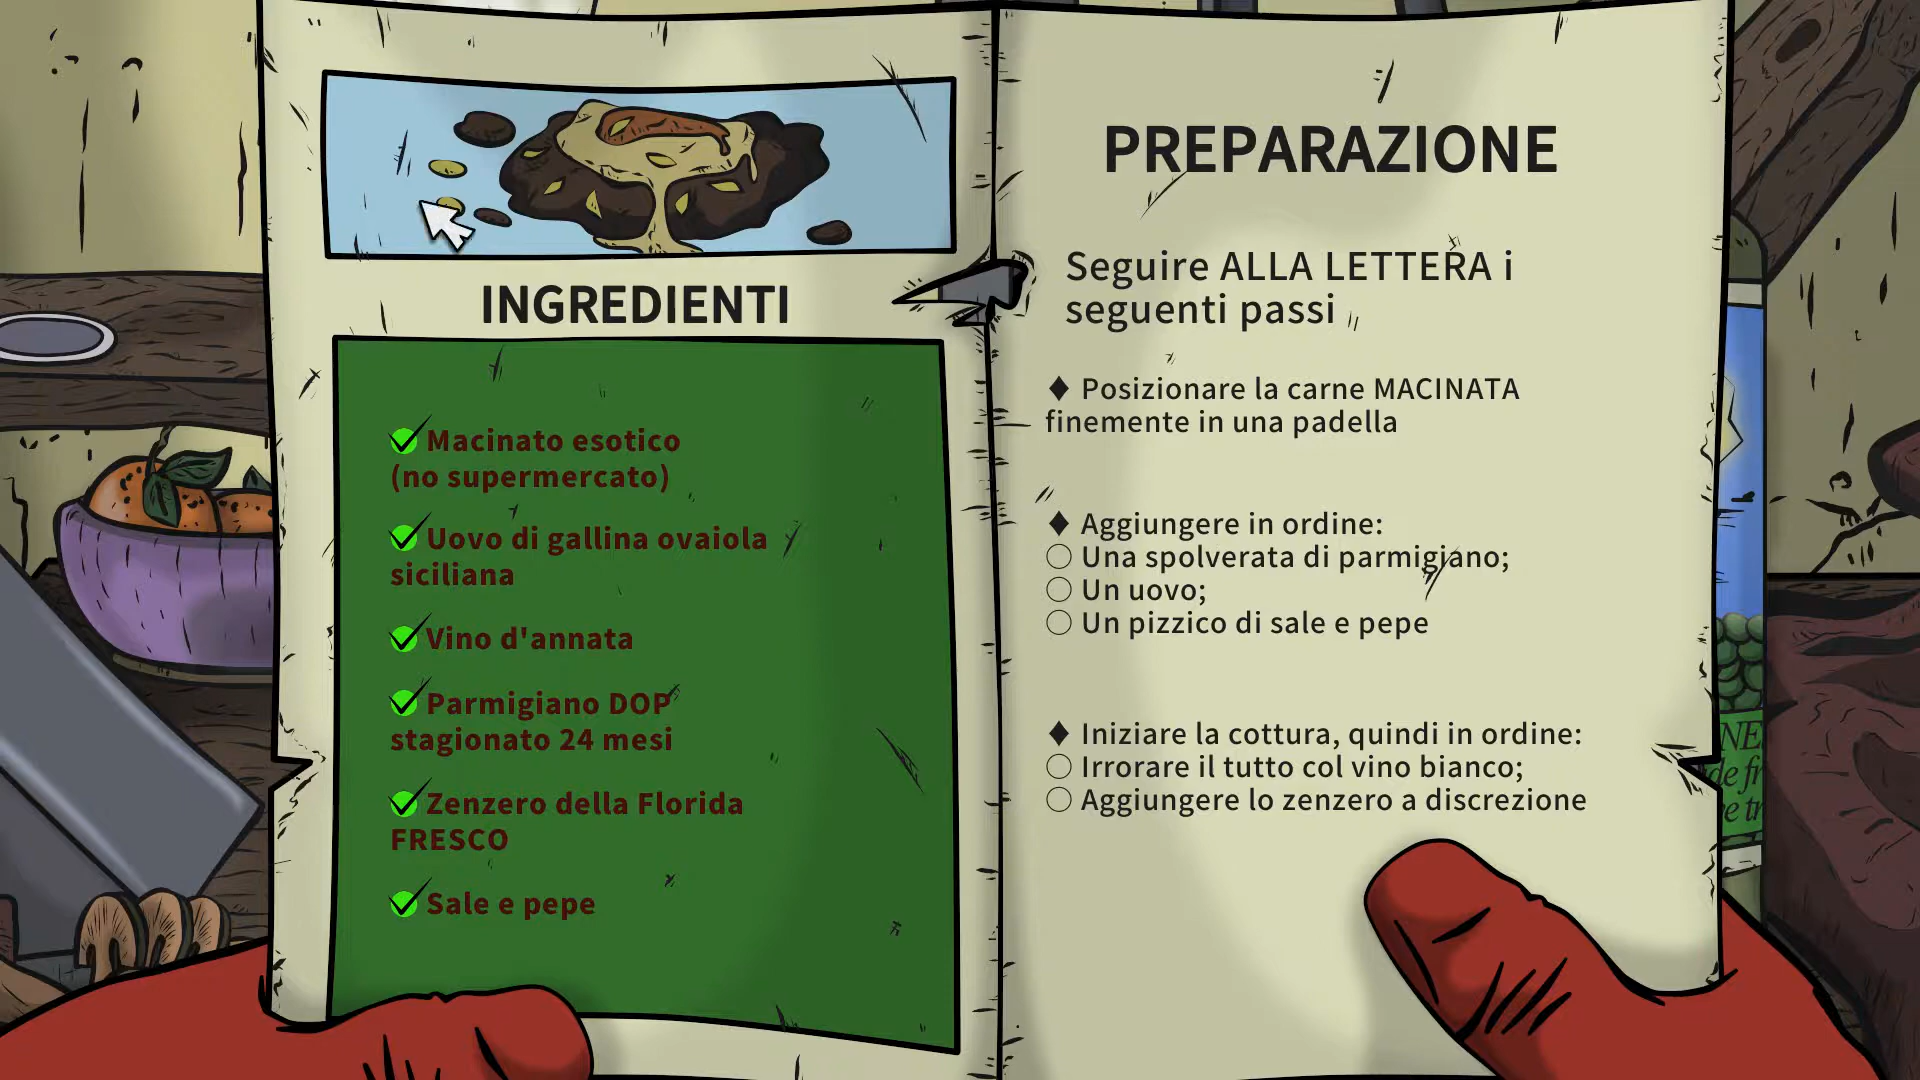 INGREDIENTI
Macinato esotico
(no supermercato)
Uovo di gallina ovaiola
siciliana
Vino d'annata
Parmigiano DOP
stagionato 24 mesi
Zenzero della Florida
FRESCO
Sale e pepe
PREPARAZIONE
Seguire ALLA LETTERA i
seguenti passi
♦ Posizionare la carne MACINATA
finemente in una padella
♦ Aggiungere in ordine:
○ Una spolverata di parmigiano;
○ Un uovo;
○ Un pizzico di sale e pepe
♦ Iniziare la cottura, quindi in ordine:
○ Irrorare il tutto col vino bianco;
○ Aggiungere lo zenzero a discrezione